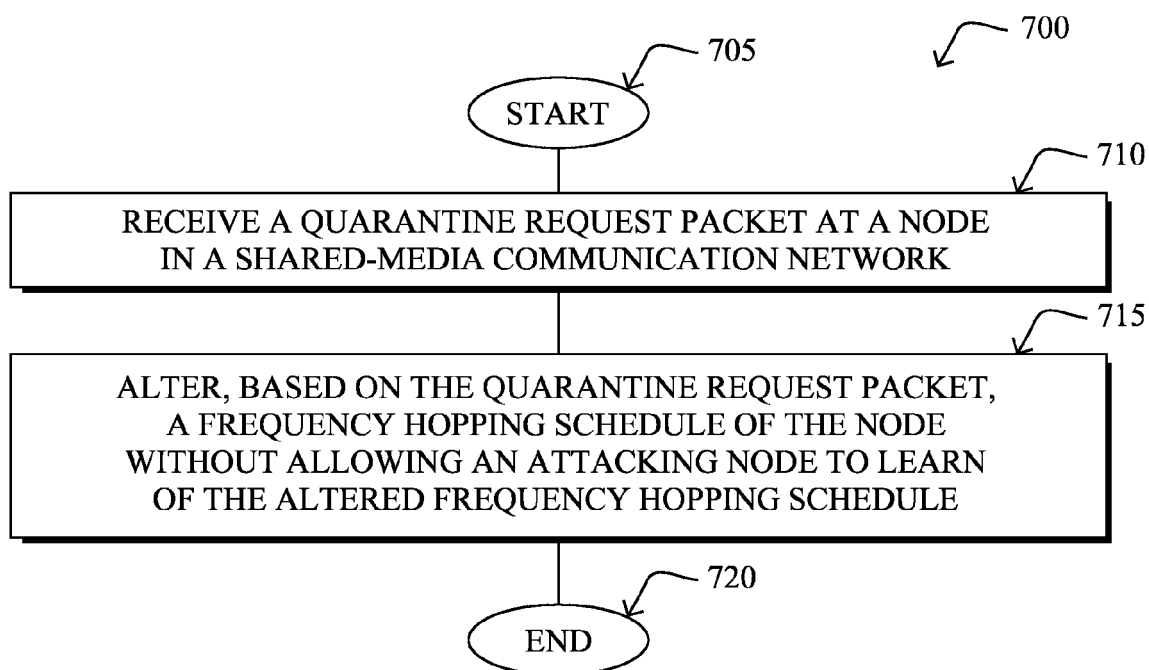 700
705
START
710
RECEIVE A QUARANTINE REQUEST PACKET AT A NODE
IN A SHARED-MEDIA COMMUNICATION NETWORK
715
ALTER, BASED ON THE QUARANTINE REQUEST PACKET,
A FREQUENCY HOPPING SCHEDULE OF THE NODE
WITHOUT ALLOWING AN ATTACKING NODE TO LEARN
OF THE ALTERED FREQUENCY HOPPING SCHEDULE
720
END